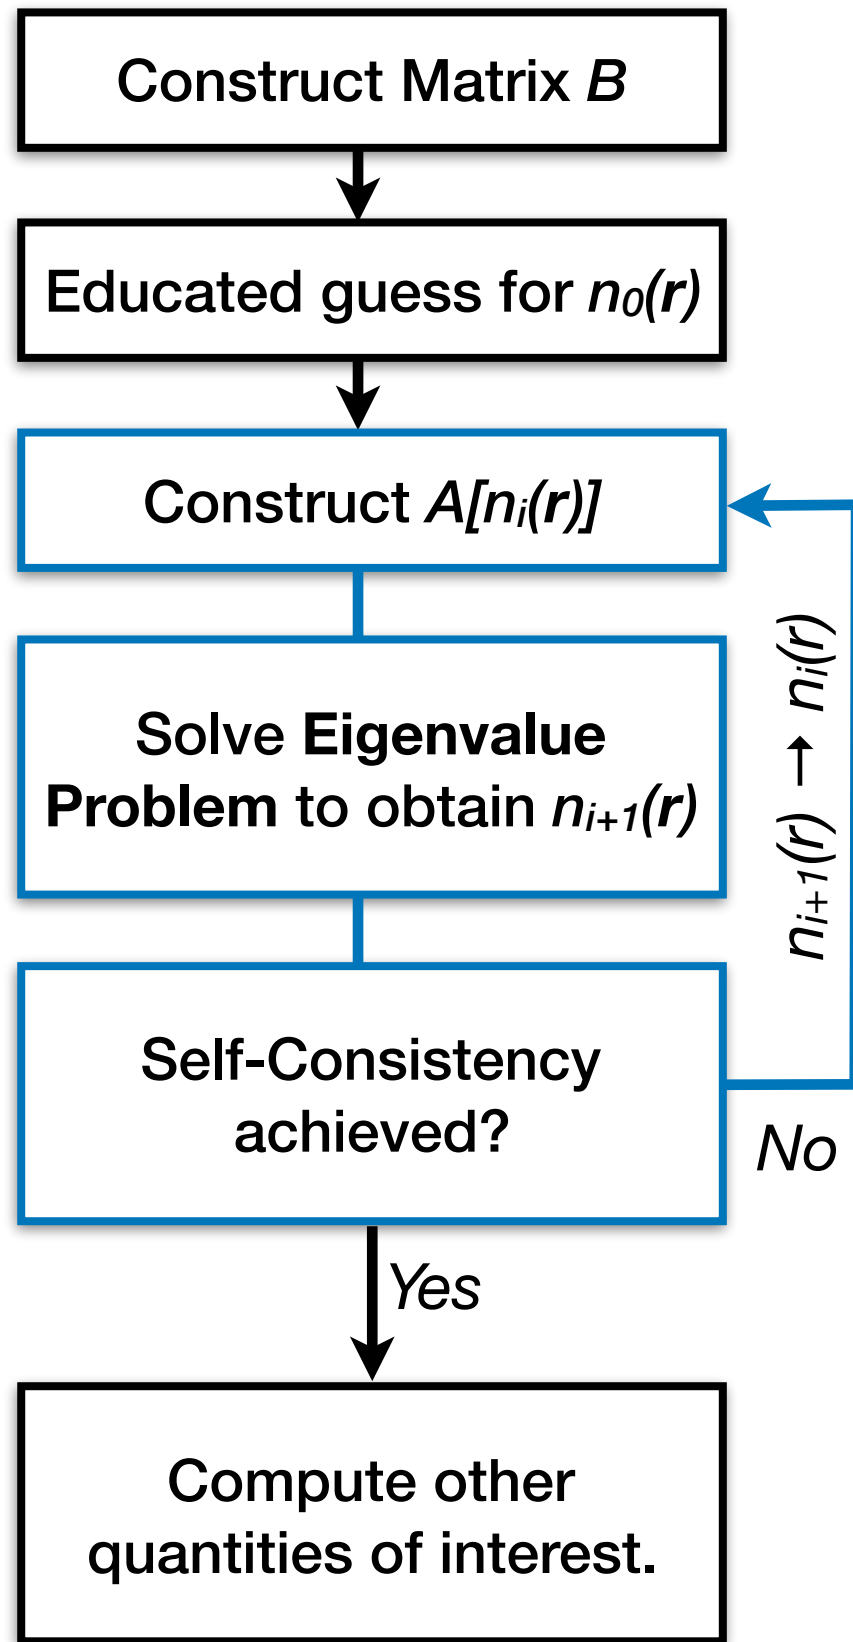 Construct Matrix B
Educated guess for n0(r)
Construct A[ni(r)]
Solve Eigenvalue
Problem to obtain ni+1(r)
ni+1(r) → ni(r)
Self-Consistency
achieved?
No
Yes
Compute other
quantities of interest.